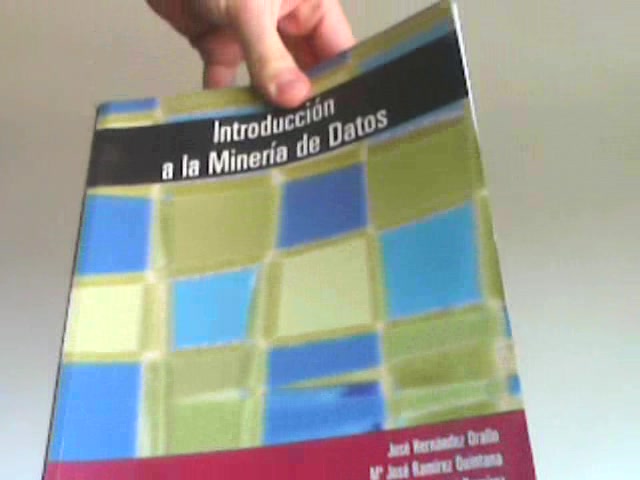 Introducción
a la Minería de Datos
José Hernández Orallo
Mª José Ramírez Quintana